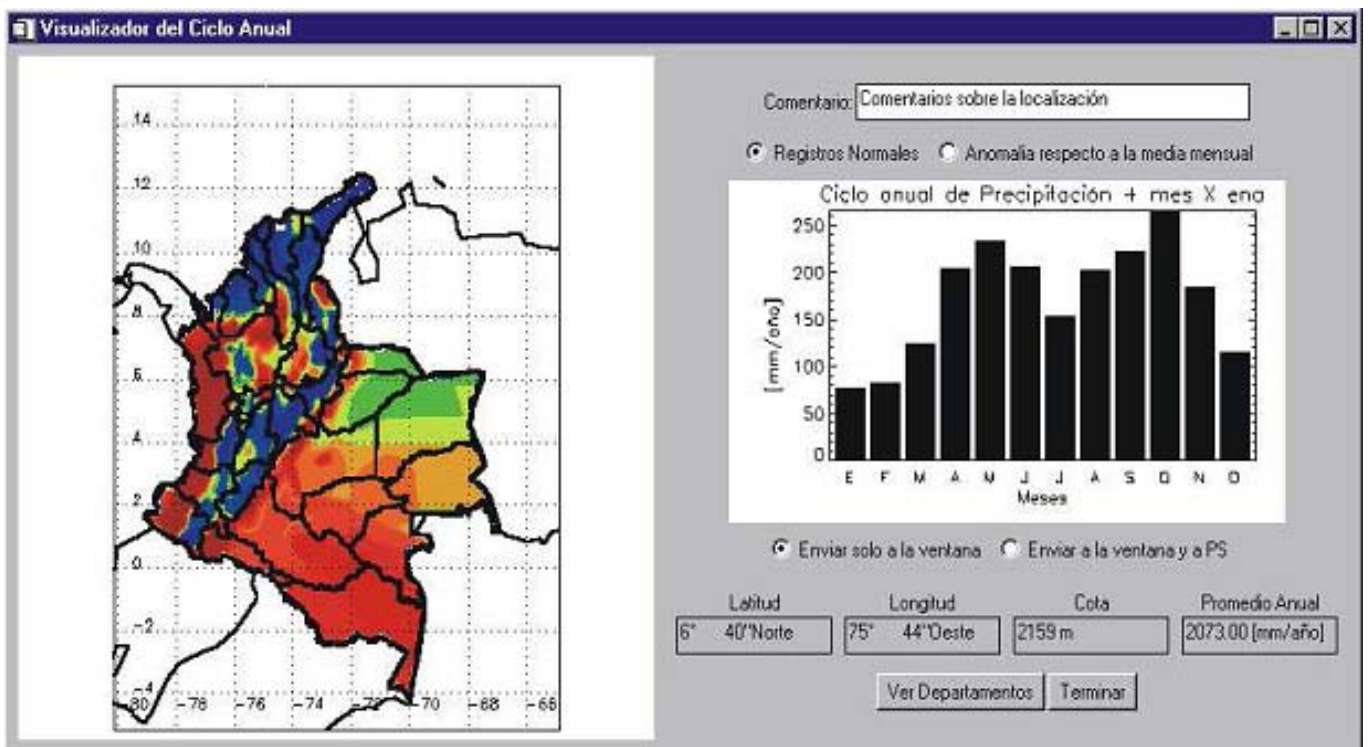 Visualizador del Ciclo Anual
14
12
10
8
6
4
2
0
-2
-4
-80 -78 -76 -74 -72 -70 -68 -66
Comentario: Comentarios sobre la localización
Registros Normales Anomalia respecto a la media mensual
Ciclo anual de Precipitación + mes X ena
[mm/año]
250
200
150
100
50
0
E F M A M J J A S O N D
Meses
Enviar solo a la ventana Enviar a la ventana y a PS
Latitud Longitud Cota Promedio Anual
6° 40''Norte 75° 44''Oeste 2159 m 2073.00 [mm/año]
Ver Departamentos Terminar